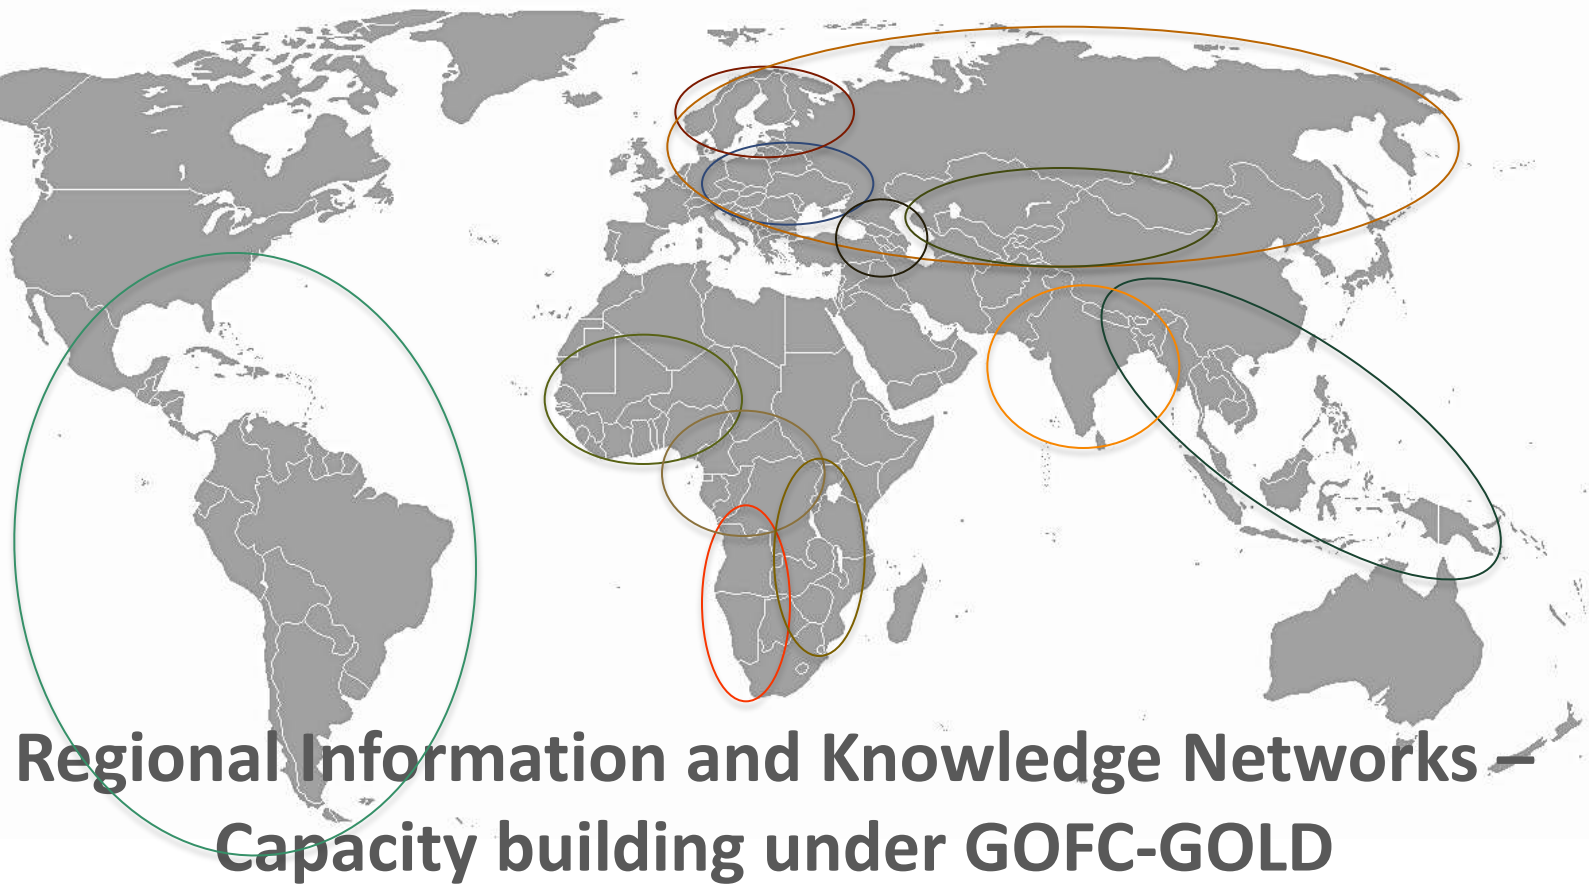 Regional Information and Knowledge Networks –
Capacity building under GOFC-GOLD